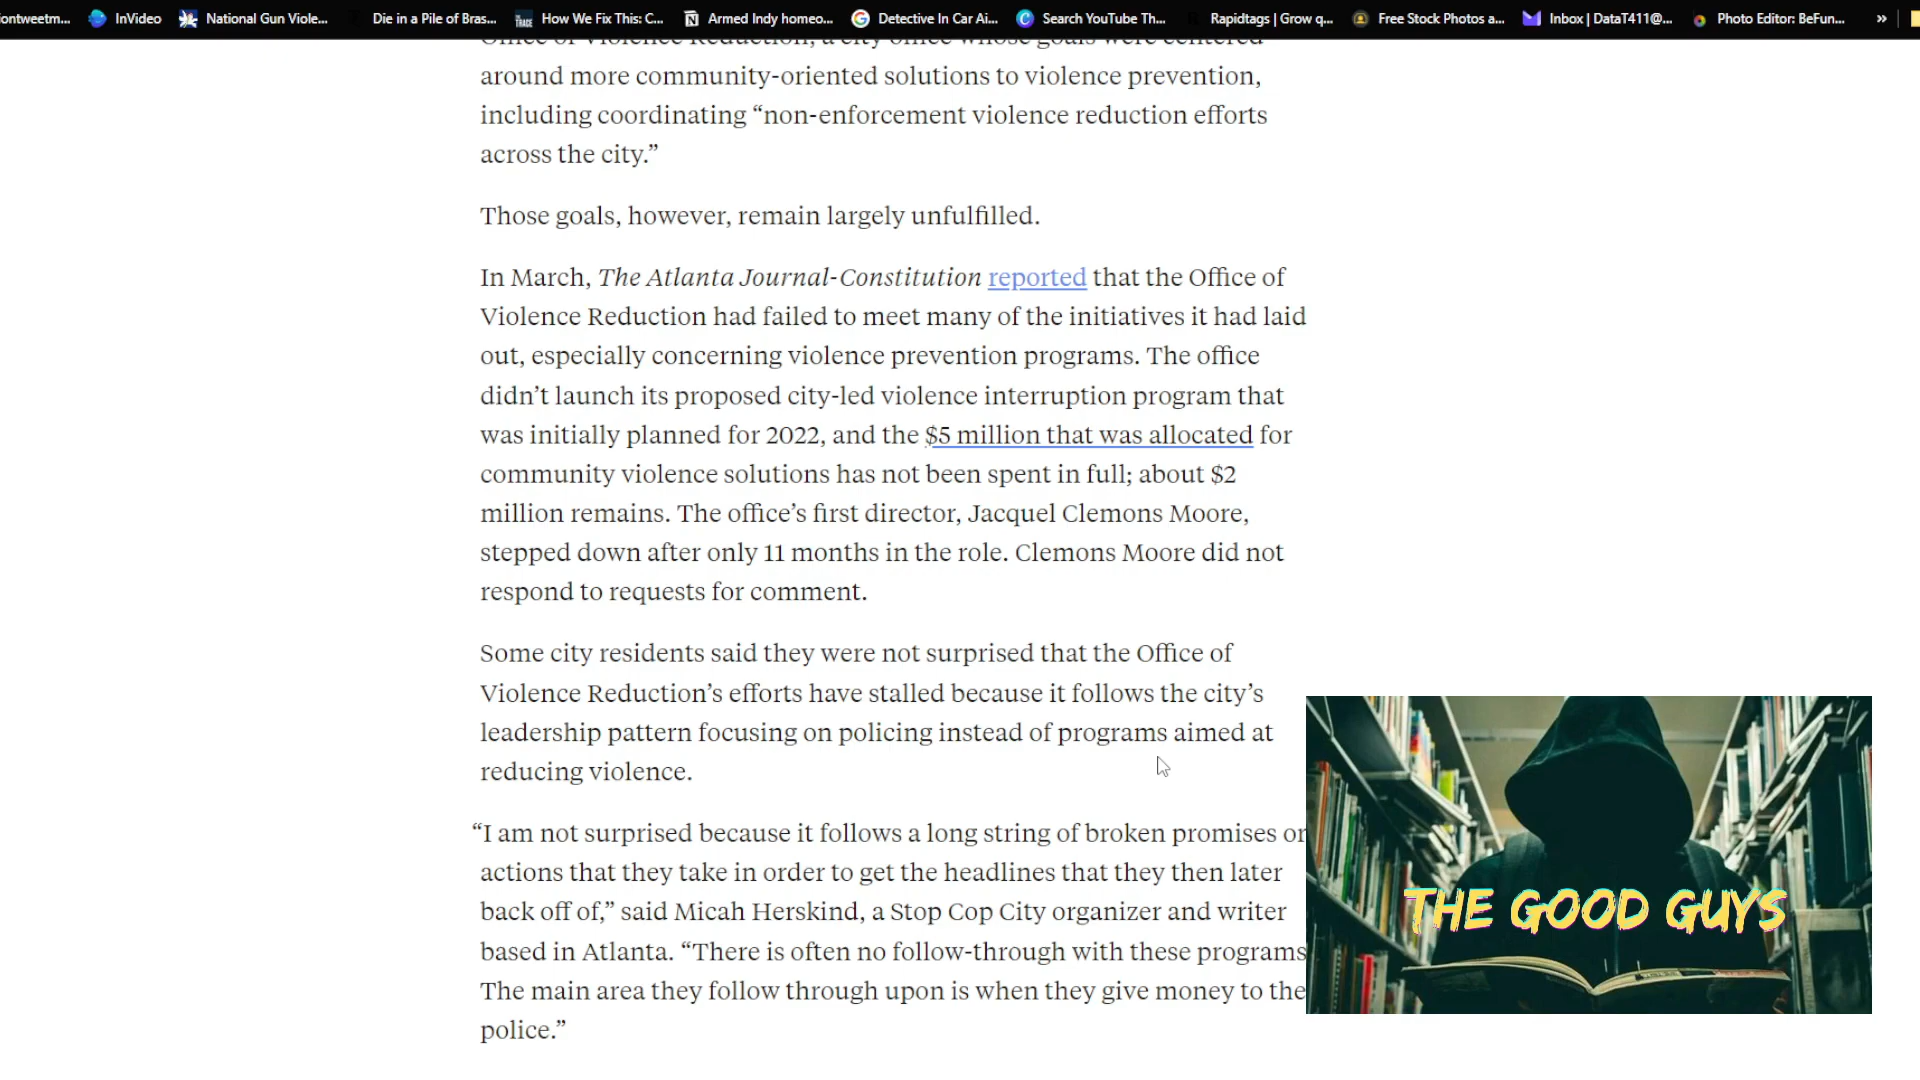 iontweetm...
InVideo
National Gun Viole...
Die in a Pile of Bras...
THE TRACE
How We Fix This: C...
Armed Indy homeo...
Detective In Car Ai...
Search YouTube Th...
Rapidtags | Grow q...
Free Stock Photos a...
Inbox | DataT411@...
Photo Editor: BeFun...
»
Office of Violence Reduction, a city office whose goals were centered
around more community-oriented solutions to violence prevention,
including coordinating “non-enforcement violence reduction efforts
across the city.”
Those goals, however, remain largely unfulfilled.
In March, The Atlanta Journal-Constitution reported that the Office of
Violence Reduction had failed to meet many of the initiatives it had laid
out, especially concerning violence prevention programs. The office
didn’t launch its proposed city-led violence interruption program that
was initially planned for 2022, and the $5 million that was allocated for
community violence solutions has not been spent in full; about $2
million remains. The office’s first director, Jacquel Clemons Moore,
stepped down after only 11 months in the role. Clemons Moore did not
respond to requests for comment.
Some city residents said they were not surprised that the Office of
Violence Reduction’s efforts have stalled because it follows the city’s
leadership pattern focusing on policing instead of programs aimed at
reducing violence.
“I am not surprised because it follows a long string of broken promises or
actions that they take in order to get the headlines that they then later
back off of,” said Micah Herskind, a Stop Cop City organizer and writer
based in Atlanta. “There is often no follow-through with these programs
The main area they follow through upon is when they give money to the
police.”
THE GOOD GUYS